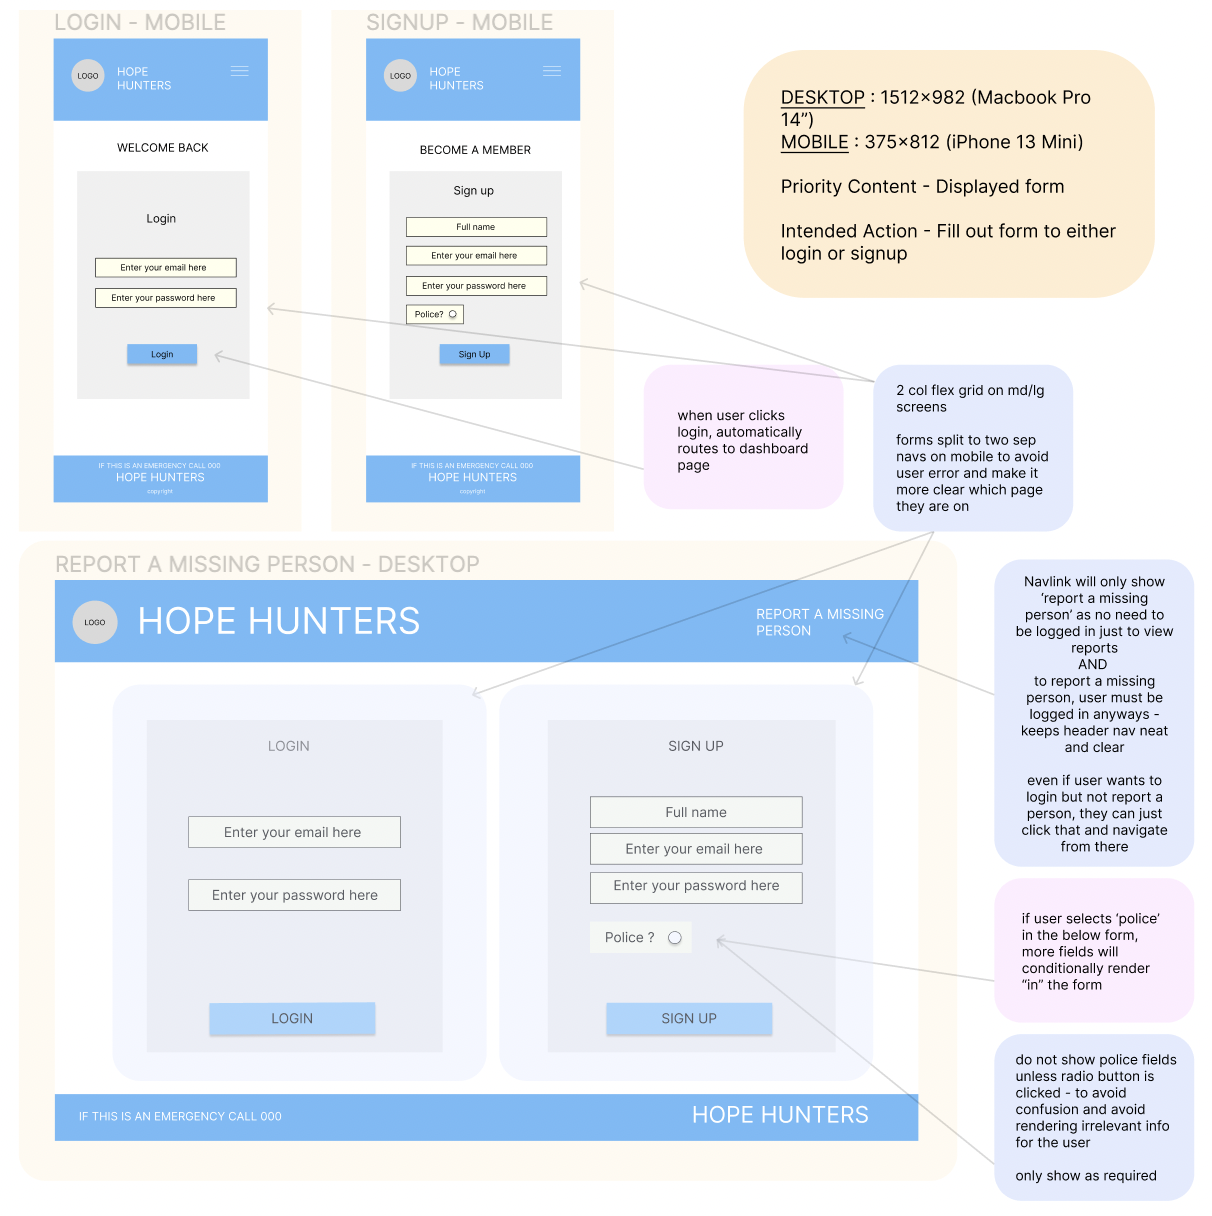 LOGIN - MOBILE
LOGO
HOPE
HUNTERS
WELCOME BACK
Login
Enter your email here
Enter your password here
Login
IF THIS IS AN EMERGENCY CALL 000
HOPE HUNTERS
copyright
SIGNUP - MOBILE
LOGO
HOPE
HUNTERS
BECOME A MEMBER
Sign up
Full name
Enter your email here
Enter your password here
Police?
Sign Up
IF THIS IS AN EMERGENCY CALL 000
HOPE HUNTERS
copyright
DESKTOP : 1512x982 (Macbook Pro
14”)
MOBILE : 375x812 (iPhone 13 Mini)
Priority Content - Displayed form
Intended Action - Fill out form to either
login or signup
when user clicks
login, automatically
routes to dashboard
page
2 col flex grid on md/lg
screens
forms split to two sep
navs on mobile to avoid
user error and make it
more clear which page
they are on
REPORT A MISSING PERSON - DESKTOP
LOGO
HOPE HUNTERS
REPORT A MISSING
PERSON
LOGIN
Enter your email here
Enter your password here
LOGIN
SIGN UP
Full name
Enter your email here
Enter your password here
Police ?
SIGN UP
IF THIS IS AN EMERGENCY CALL 000
HOPE HUNTERS
Navlink will only show
‘report a missing
person’ as no need to
be logged in just to view
reports
AND
to report a missing
person, user must be
logged in anyways -
keeps header nav neat
and clear
even if user wants to
login but not report a
person, they can just
click that and navigate
from there
if user selects ‘police’
in the below form,
more fields will
conditionally render
“in” the form
do not show police fields
unless radio button is
clicked - to avoid
confusion and avoid
rendering irrelevant info
for the user
only show as required